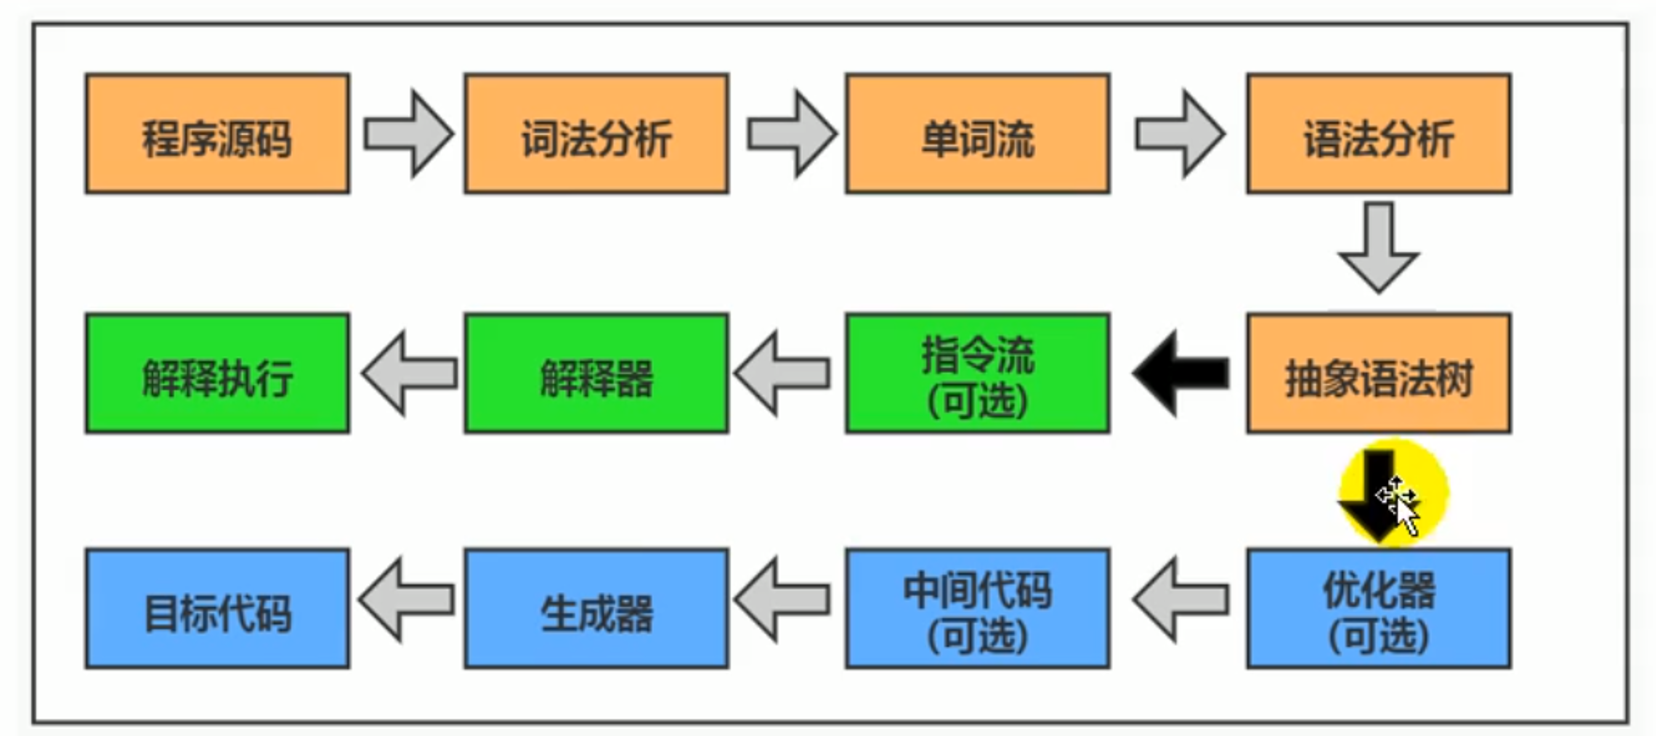 程序源码
词法分析
单词流
语法分析
解释执行
解释器
指令流
(可选)
抽象语法树
目标代码
生成器
中间代码
(可选)
优化器
(可选)